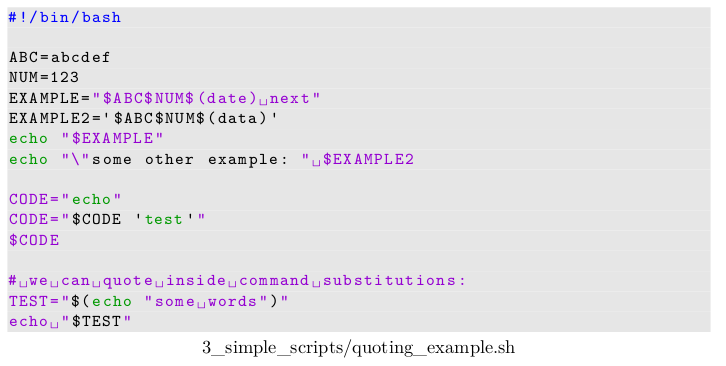 #!/bin/bash
ABC=abcdef
NUM=123
EXAMPLE="$ABC$NUM$(date)␣next"
EXAMPLE2='$ABC$NUM$(data)'
echo "$EXAMPLE"
echo "\"some other example: "␣$EXAMPLE2
CODE="echo"
CODE="$CODE 'test'"
$CODE
#␣we␣can␣quote␣inside␣command␣substitutions:
TEST="$(echo "some␣words")"
echo␣"$TEST"
3_simple_scripts/quoting_example.sh